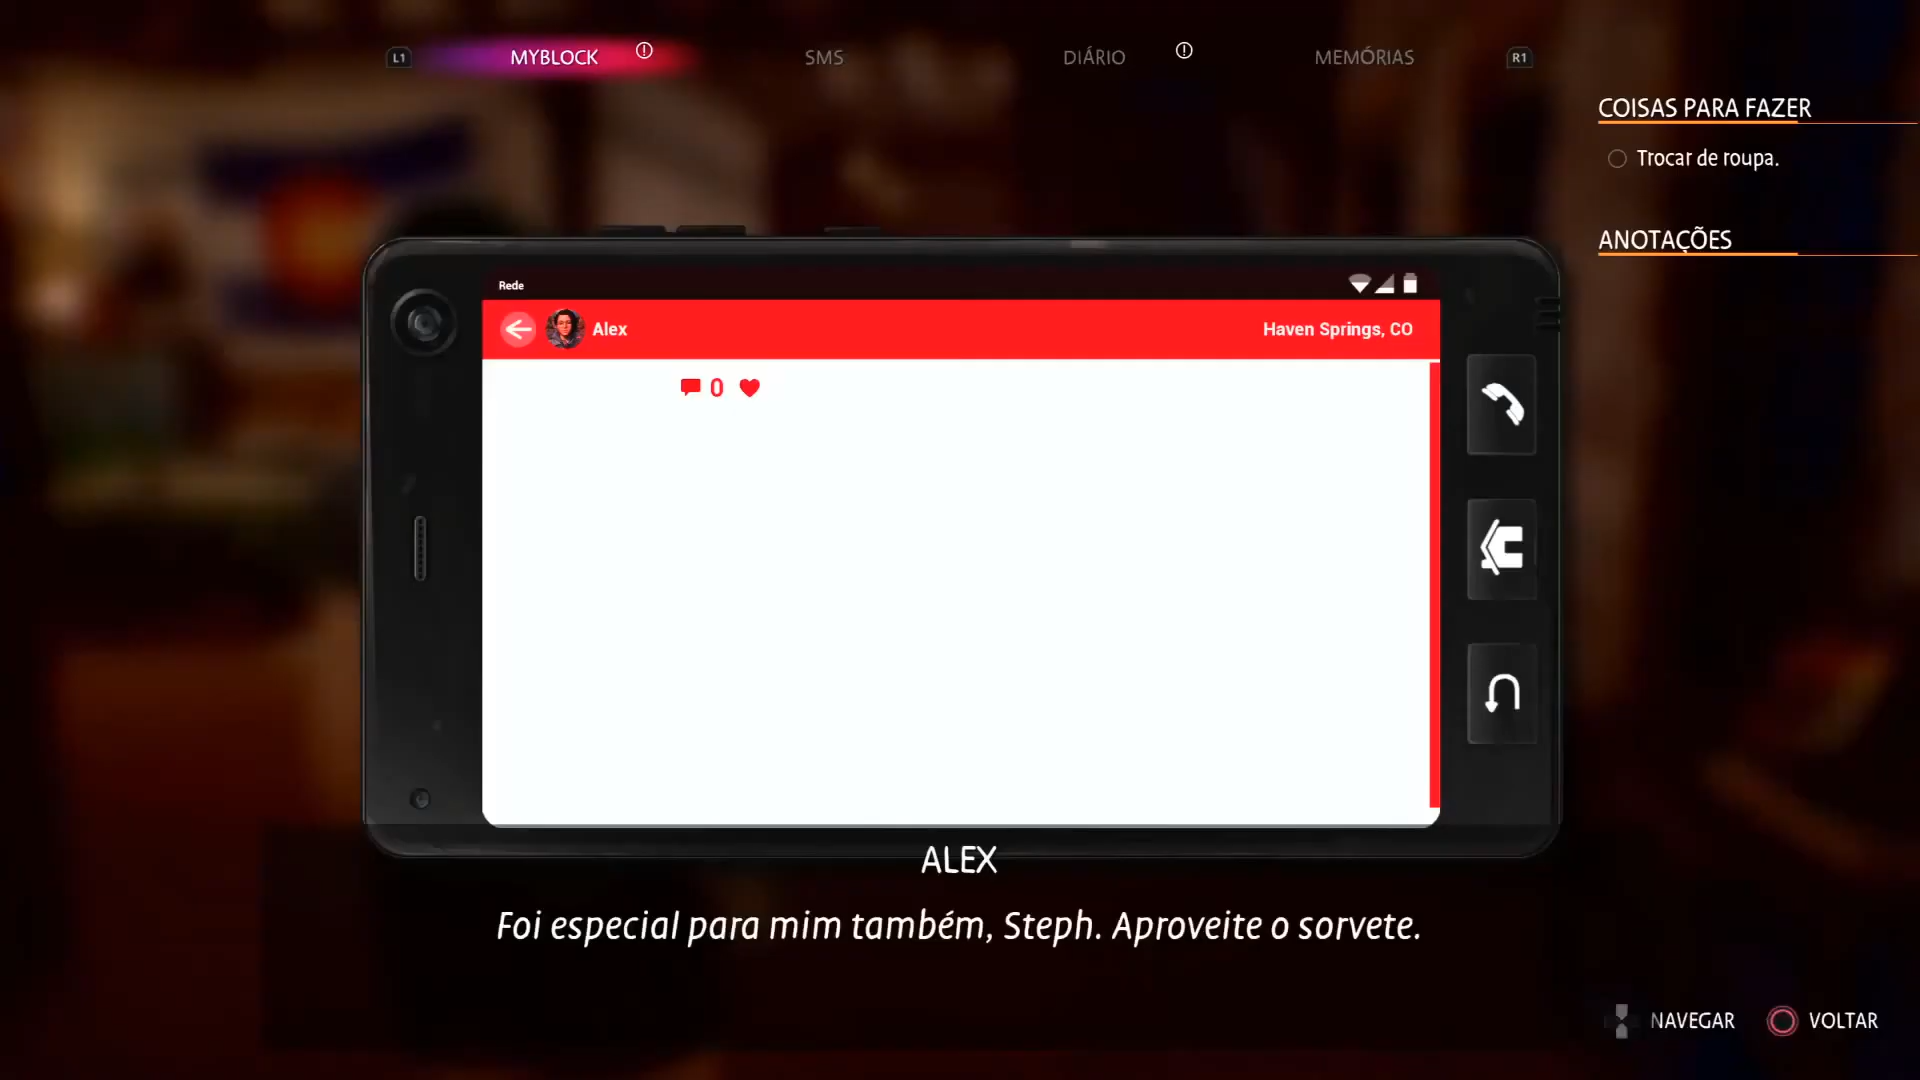 L1
MYBLOCK
SMS
DIÁRIO
MEMÓRIAS
R1
COISAS PARA FAZER
Trocar de roupa.
ANOTAÇÕES
Rede
Alex
Haven Springs, CO
0
ALEX
Foi especial para mim também, Steph. Aproveite o sorvete.
NAVEGAR
VOLTAR